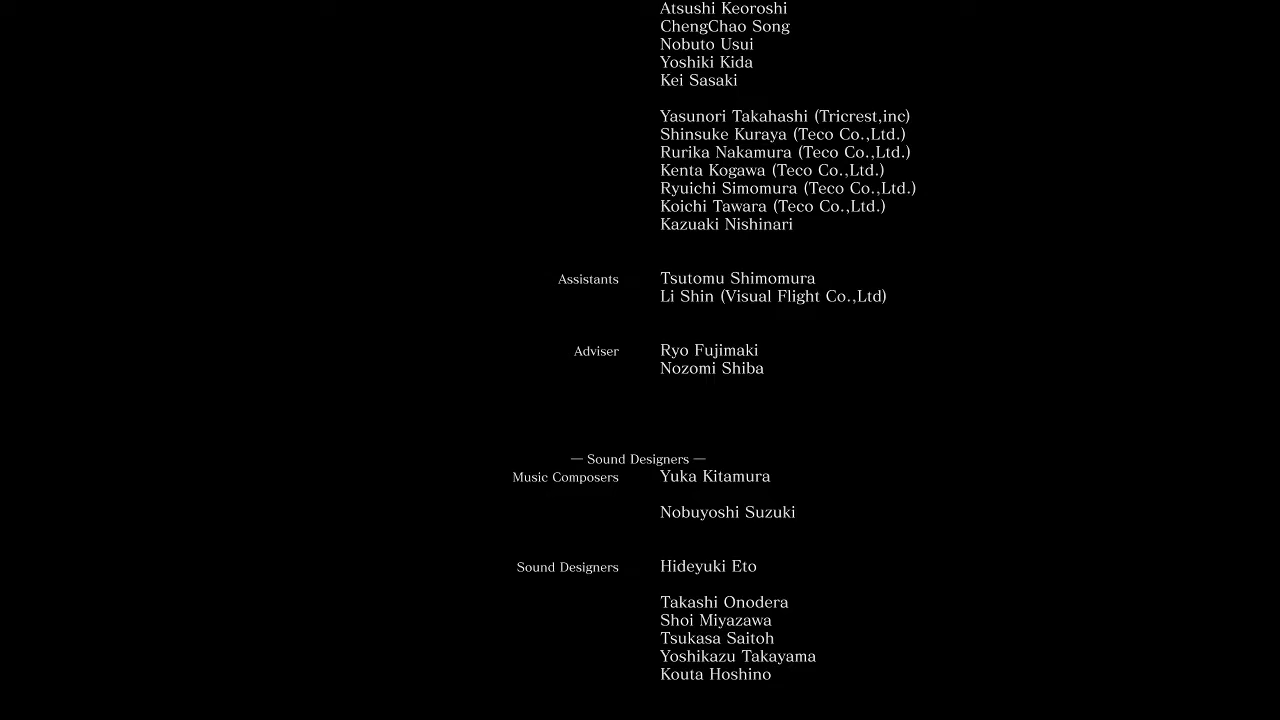 Atsushi Keoroshi
ChengChao Song
Nobuto Usui
Yoshiki Kida
Kei Sasaki
Yasunori Takahashi (Tricrest,inc)
Shinsuke Kuraya (Teco Co.,Ltd.)
Rurika Nakamura (Teco Co.,Ltd.)
Kenta Kogawa (Teco Co.,Ltd.)
Ryuichi Simomura (Teco Co.,Ltd.)
Koichi Tawara (Teco Co.,Ltd.)
Kazuaki Nishinari
Assistants Tsutomu Shimomura
Li Shin (Visual Flight Co.,Ltd)
Adviser Ryo Fujimaki
Nozomi Shiba
— Sound Designers —
Music Composers Yuka Kitamura
Nobuyoshi Suzuki
Sound Designers Hideyuki Eto
Takashi Onodera
Shoi Miyazawa
Tsukasa Saitoh
Yoshikazu Takayama
Kouta Hoshino